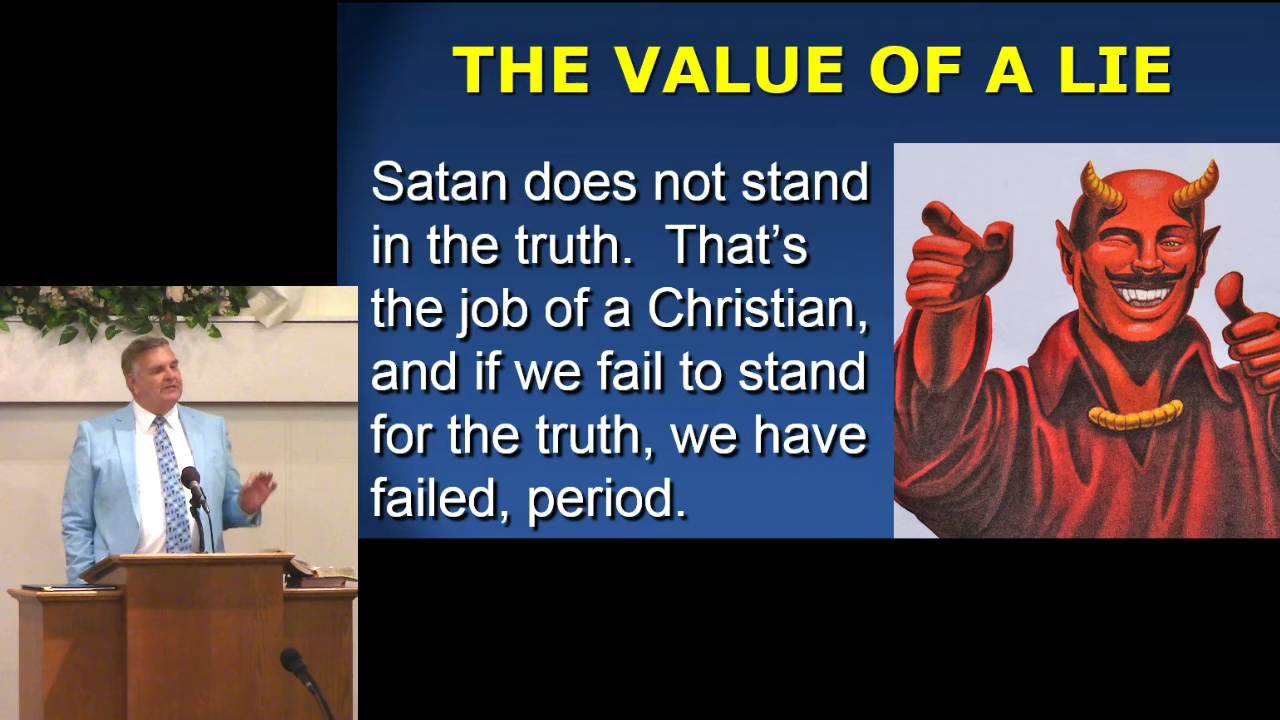 THE VALUE OF A LIE
Satan does not stand
in the truth.  That’s
the job of a Christian,
and if we fail to stand
for the truth, we have
failed, period.